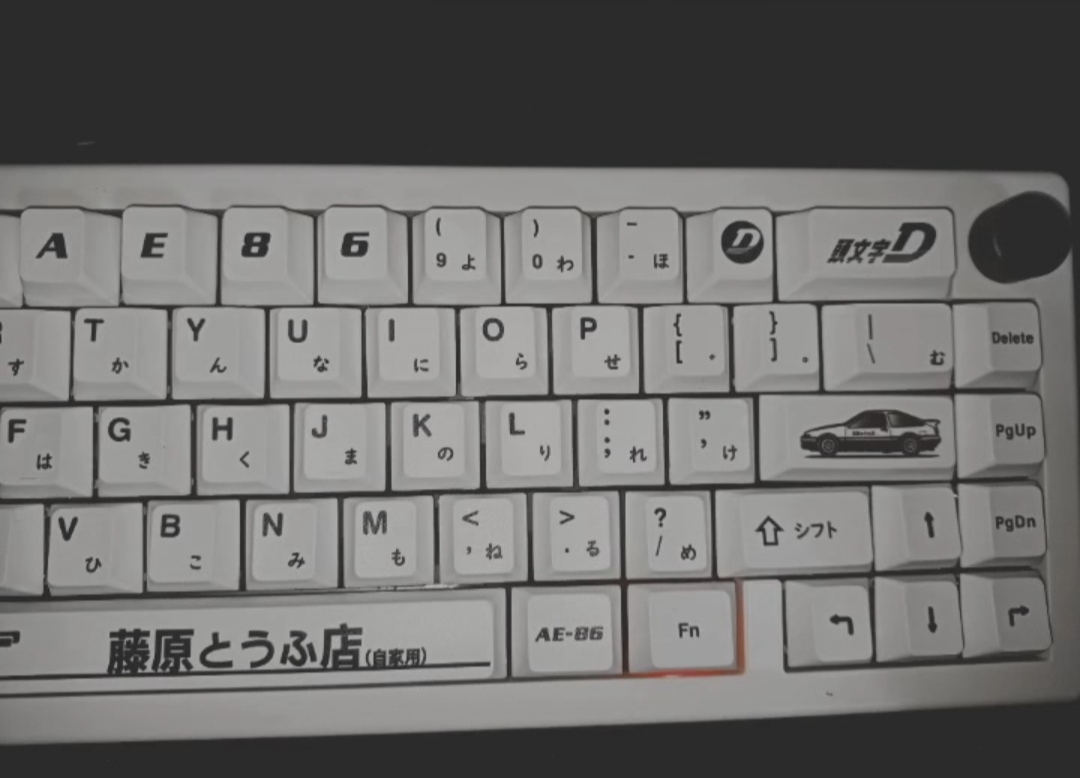 A E 8 6 ( 9 よ ) 0 わ - - ほ D 頭文字D
す T か Y ん U な I に O ら P せ { [ 。 } ] 。 | \ む Delete
F は G き H く J ま K の L り : ; れ " ' け PgUp
V ひ B こ N み M も < , ね > . る ? / め シフト PgDn
藤原とうふ店(自家用) AE-86 Fn